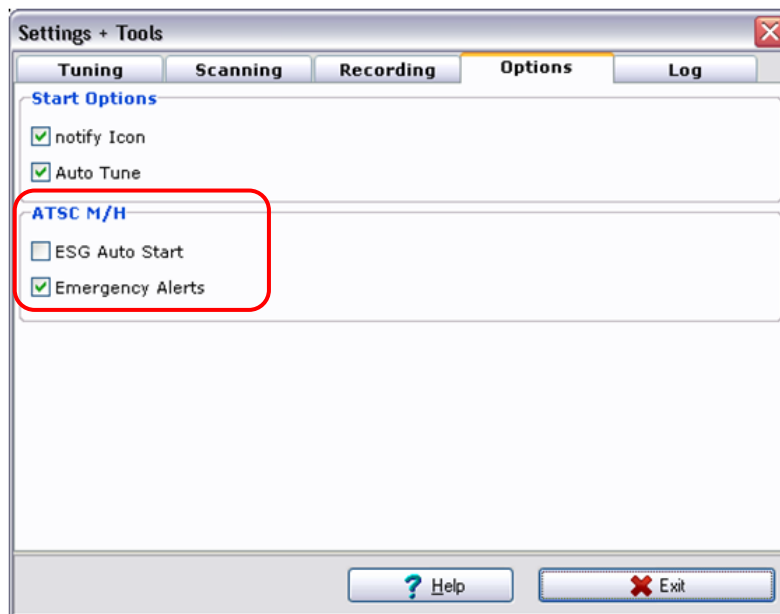 Settings + Tools
Tuning Scanning Recording Options Log
Start Options
notify Icon
Auto Tune
ATSC M/H
ESG Auto Start
Emergency Alerts
? Help Exit